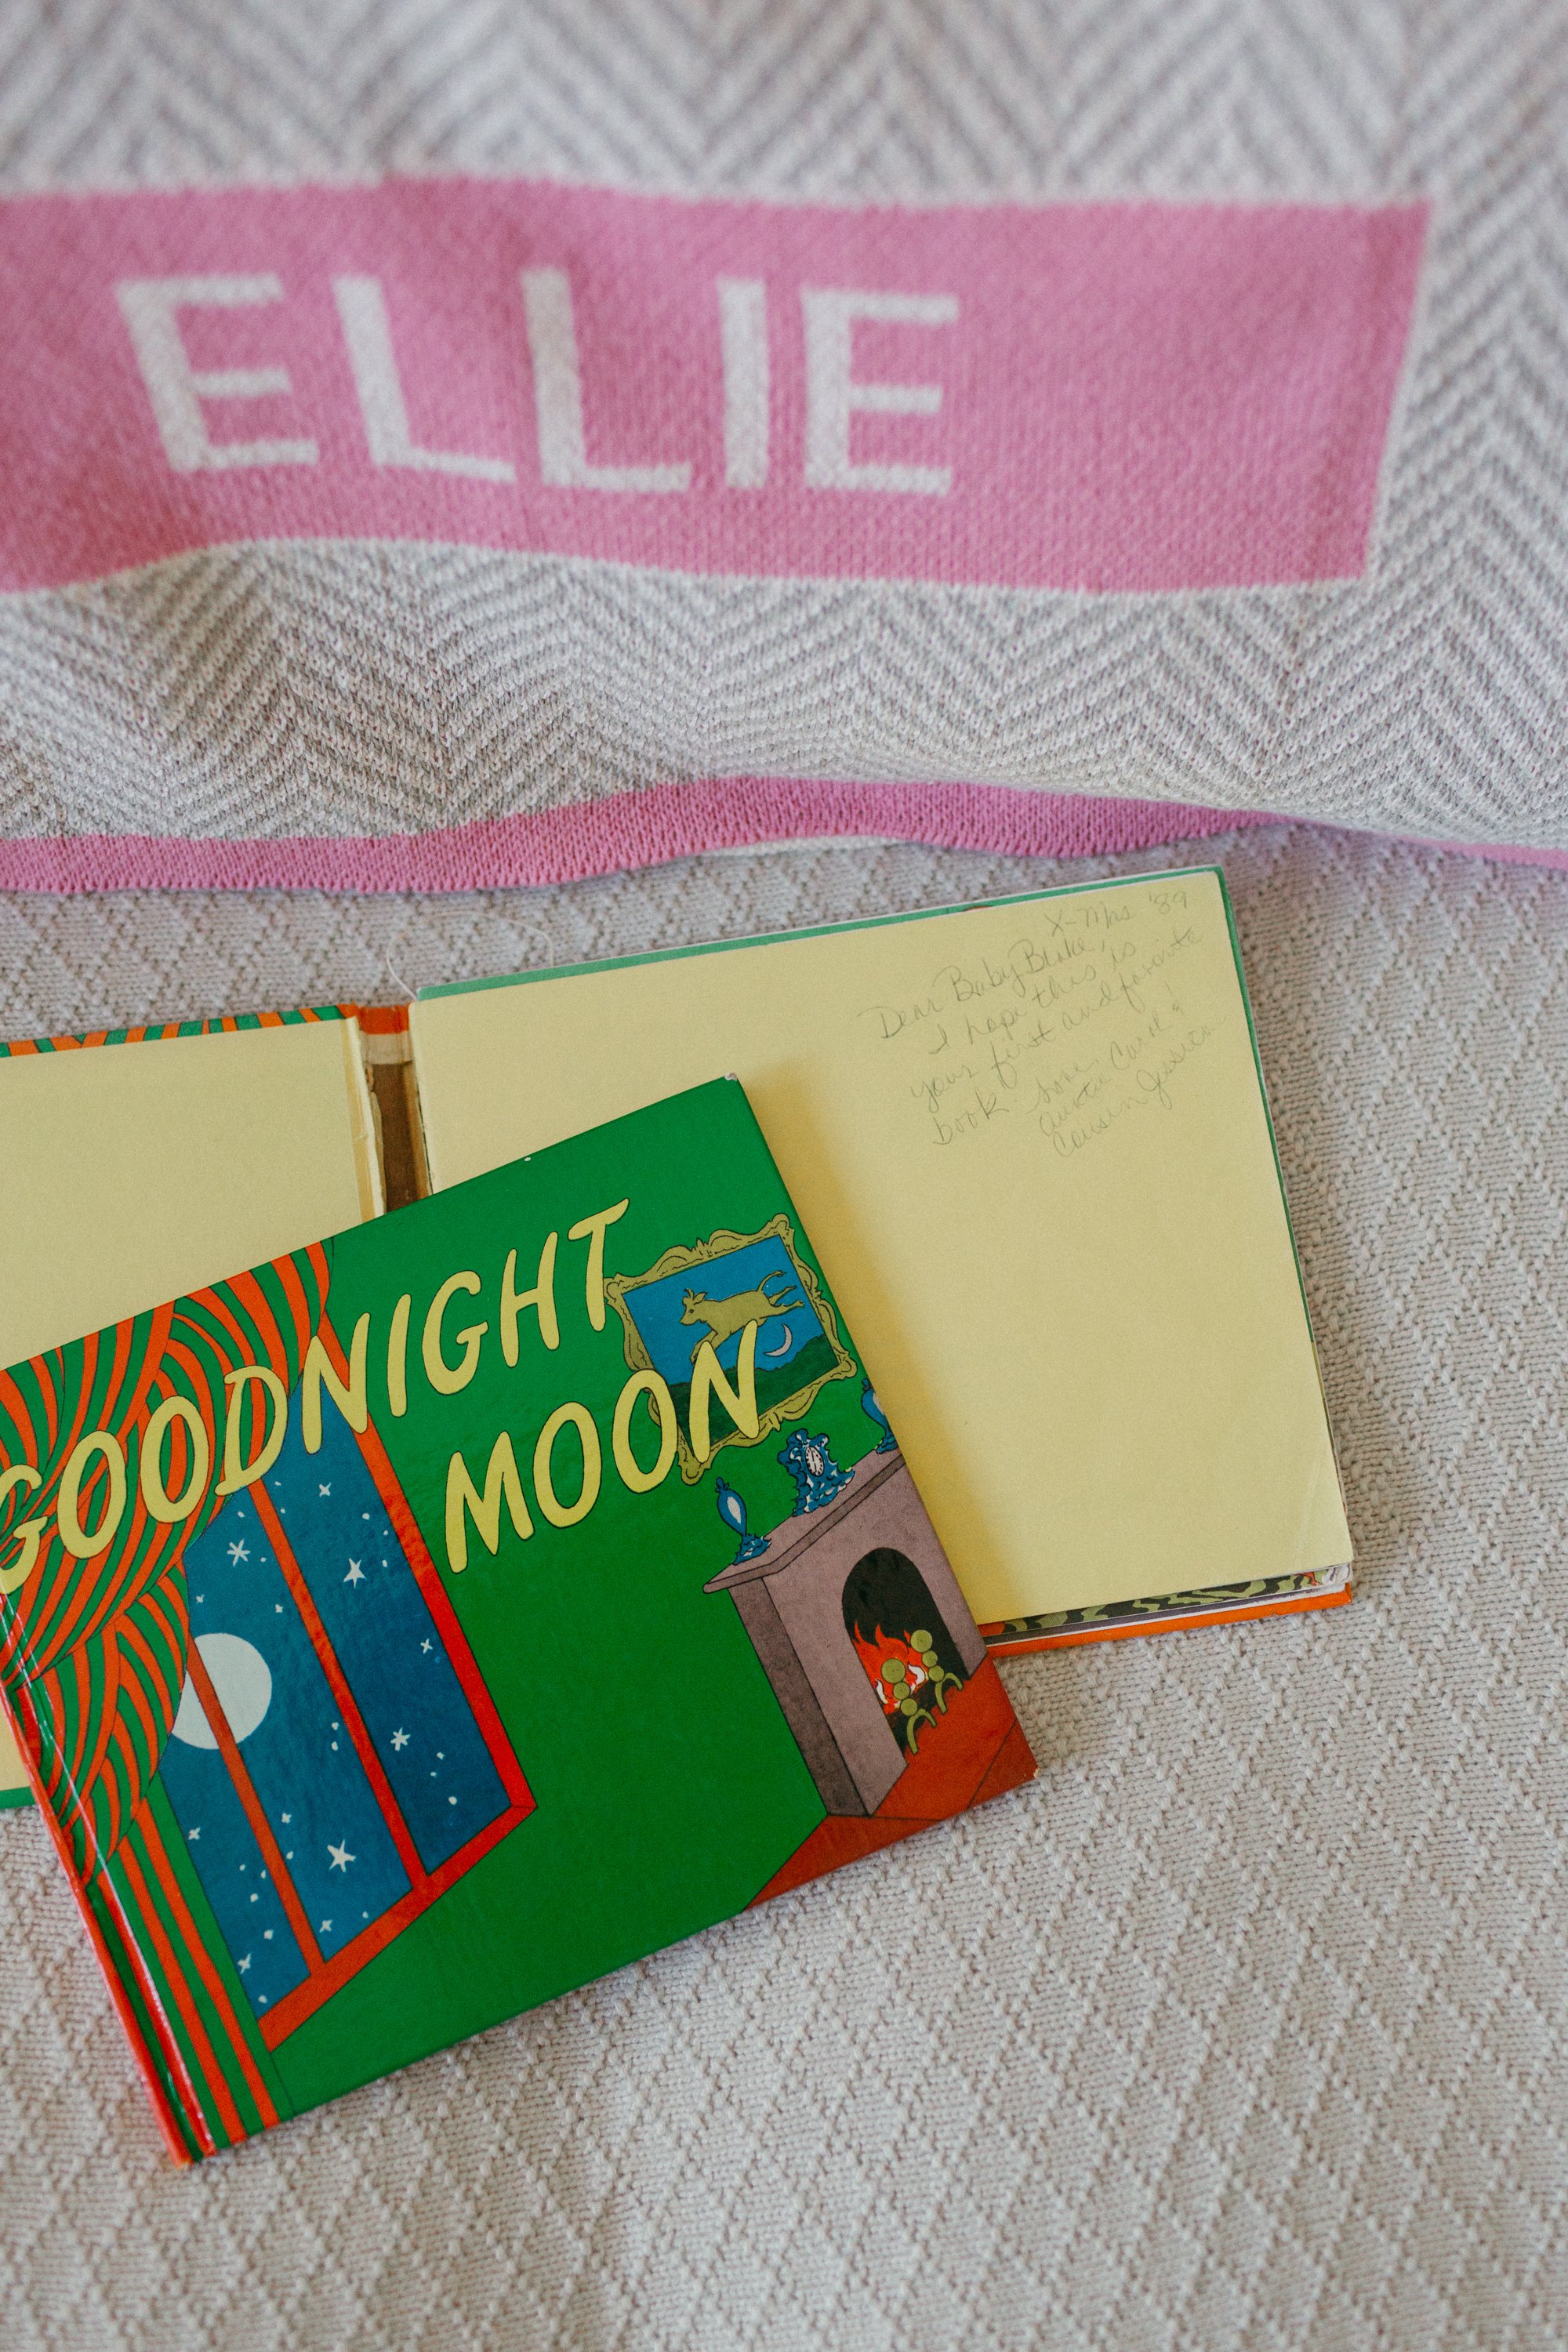 ELLIE
X-Mas '89
Dear Baby Blake,
I hope this is
your first and favorite
book!
Love,
Auntie Carol &
Cousin Jessica
GOODNIGHT
MOON